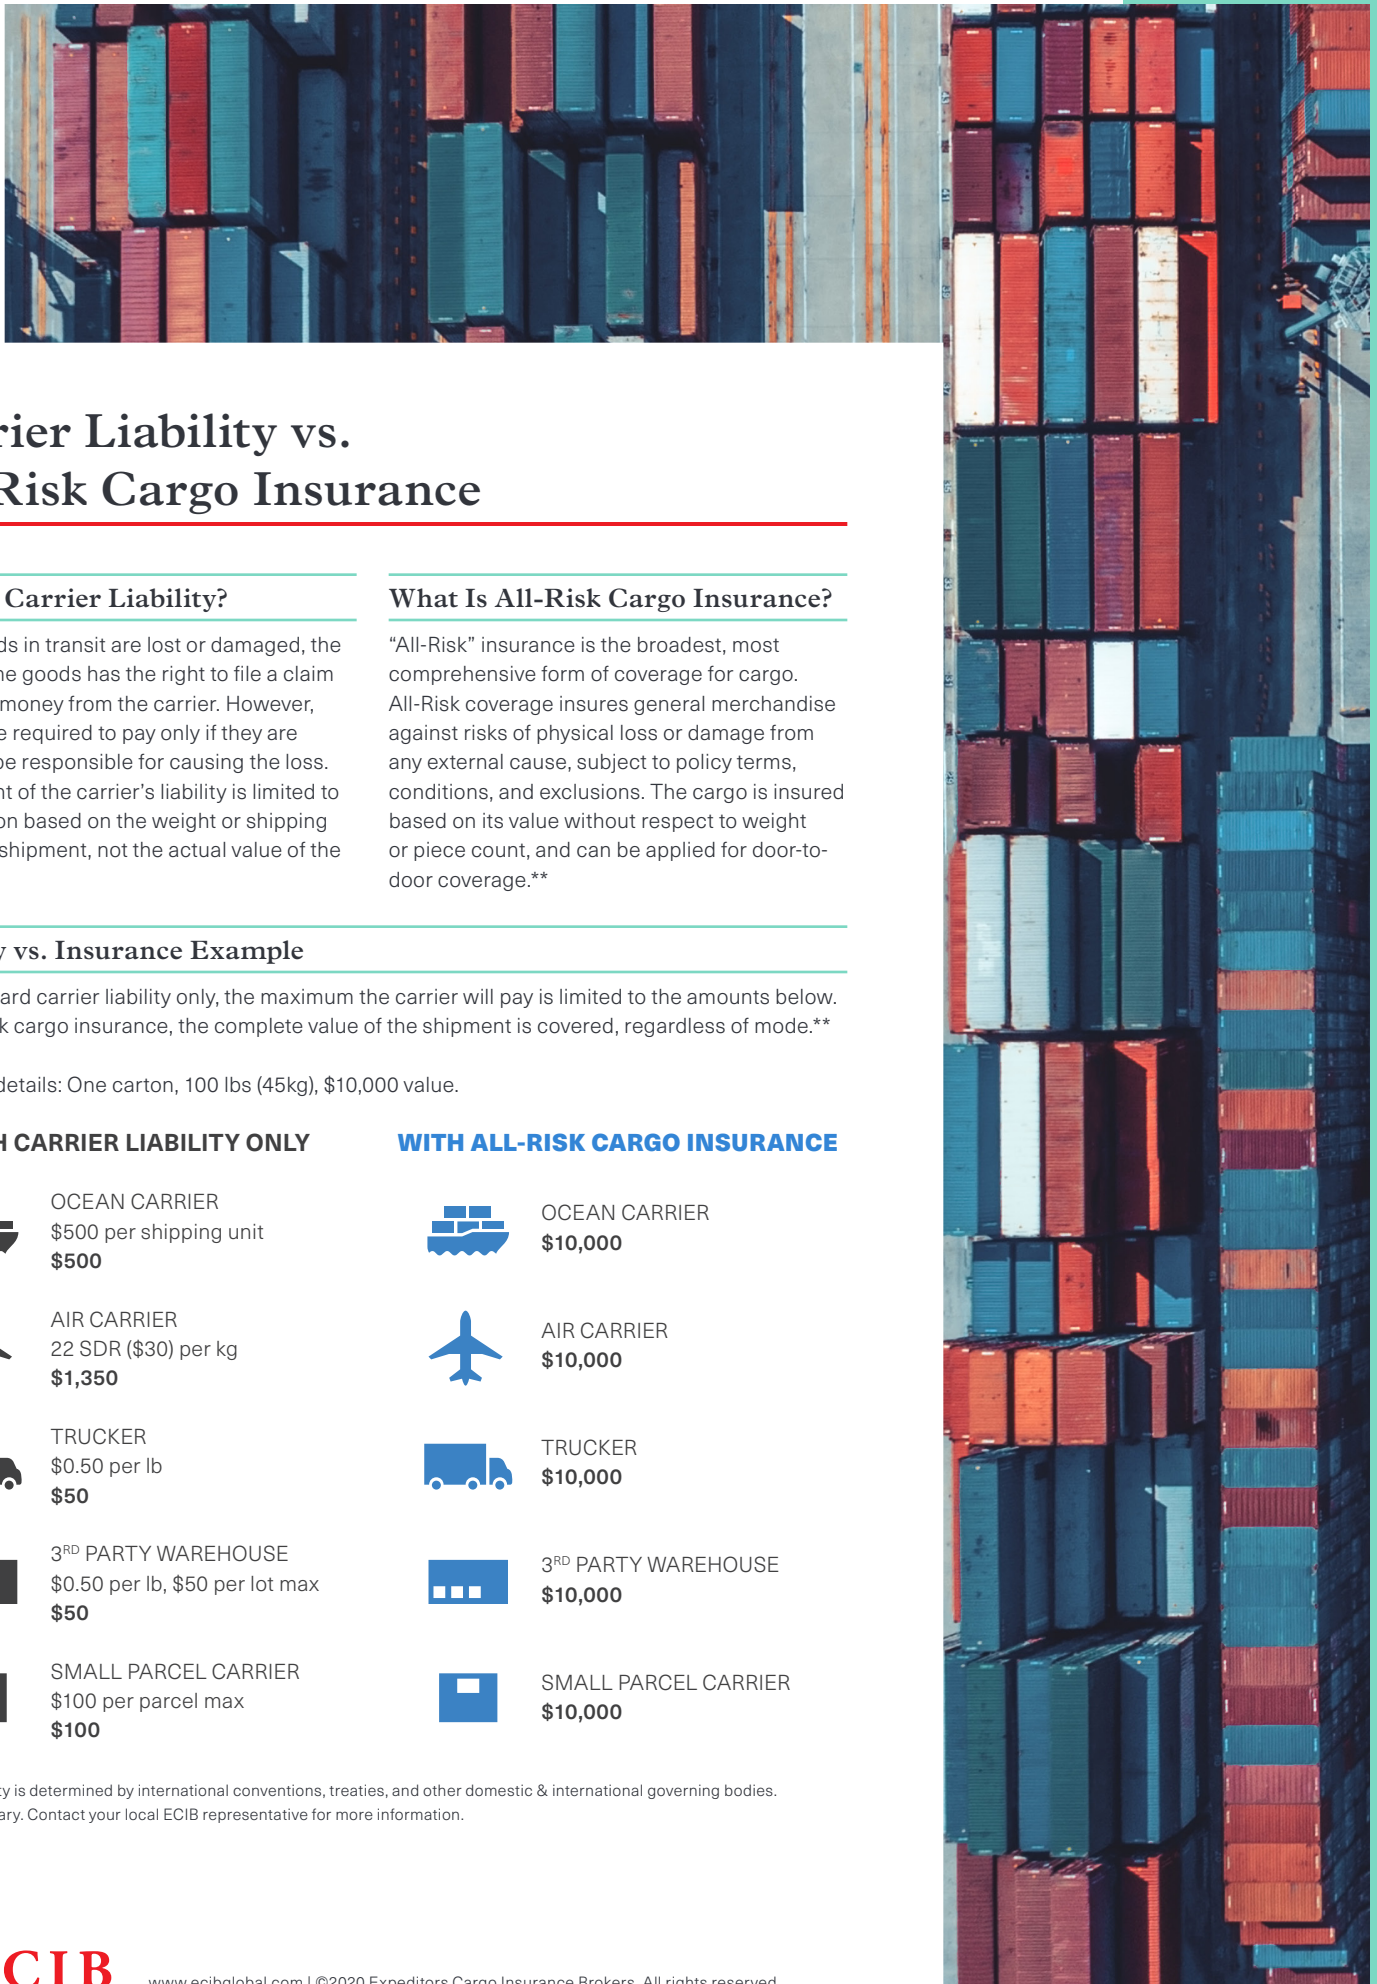 rier Liability vs.
Risk Cargo Insurance
Carrier Liability?
ds in transit are lost or damaged, the
he goods has the right to file a claim
money from the carrier. However,
e required to pay only if they are
be responsible for causing the loss.
nt of the carrier’s liability is limited to
on based on the weight or shipping
shipment, not the actual value of the
What Is All-Risk Cargo Insurance?
“All-Risk” insurance is the broadest, most
comprehensive form of coverage for cargo.
All-Risk coverage insures general merchandise
against risks of physical loss or damage from
any external cause, subject to policy terms,
conditions, and exclusions. The cargo is insured
based on its value without respect to weight
or piece count, and can be applied for door-to-
door coverage.**
y vs. Insurance Example
ard carrier liability only, the maximum the carrier will pay is limited to the amounts below.
k cargo insurance, the complete value of the shipment is covered, regardless of mode.**
details: One carton, 100 lbs (45kg), $10,000 value.
H CARRIER LIABILITY ONLY
OCEAN CARRIER
$500 per shipping unit
$500
AIR CARRIER
22 SDR ($30) per kg
$1,350
TRUCKER
$0.50 per lb
$50
3RD PARTY WAREHOUSE
$0.50 per lb, $50 per lot max
$50
SMALL PARCEL CARRIER
$100 per parcel max
$100
WITH ALL-RISK CARGO INSURANCE
OCEAN CARRIER
$10,000
AIR CARRIER
$10,000
TRUCKER
$10,000
3RD PARTY WAREHOUSE
$10,000
SMALL PARCEL CARRIER
$10,000
ty is determined by international conventions, treaties, and other domestic & international governing bodies.
ary. Contact your local ECIB representative for more information.
CIB
www.ecibglobal.com | ©2020 Expeditors Cargo Insurance Brokers. All rights reserved